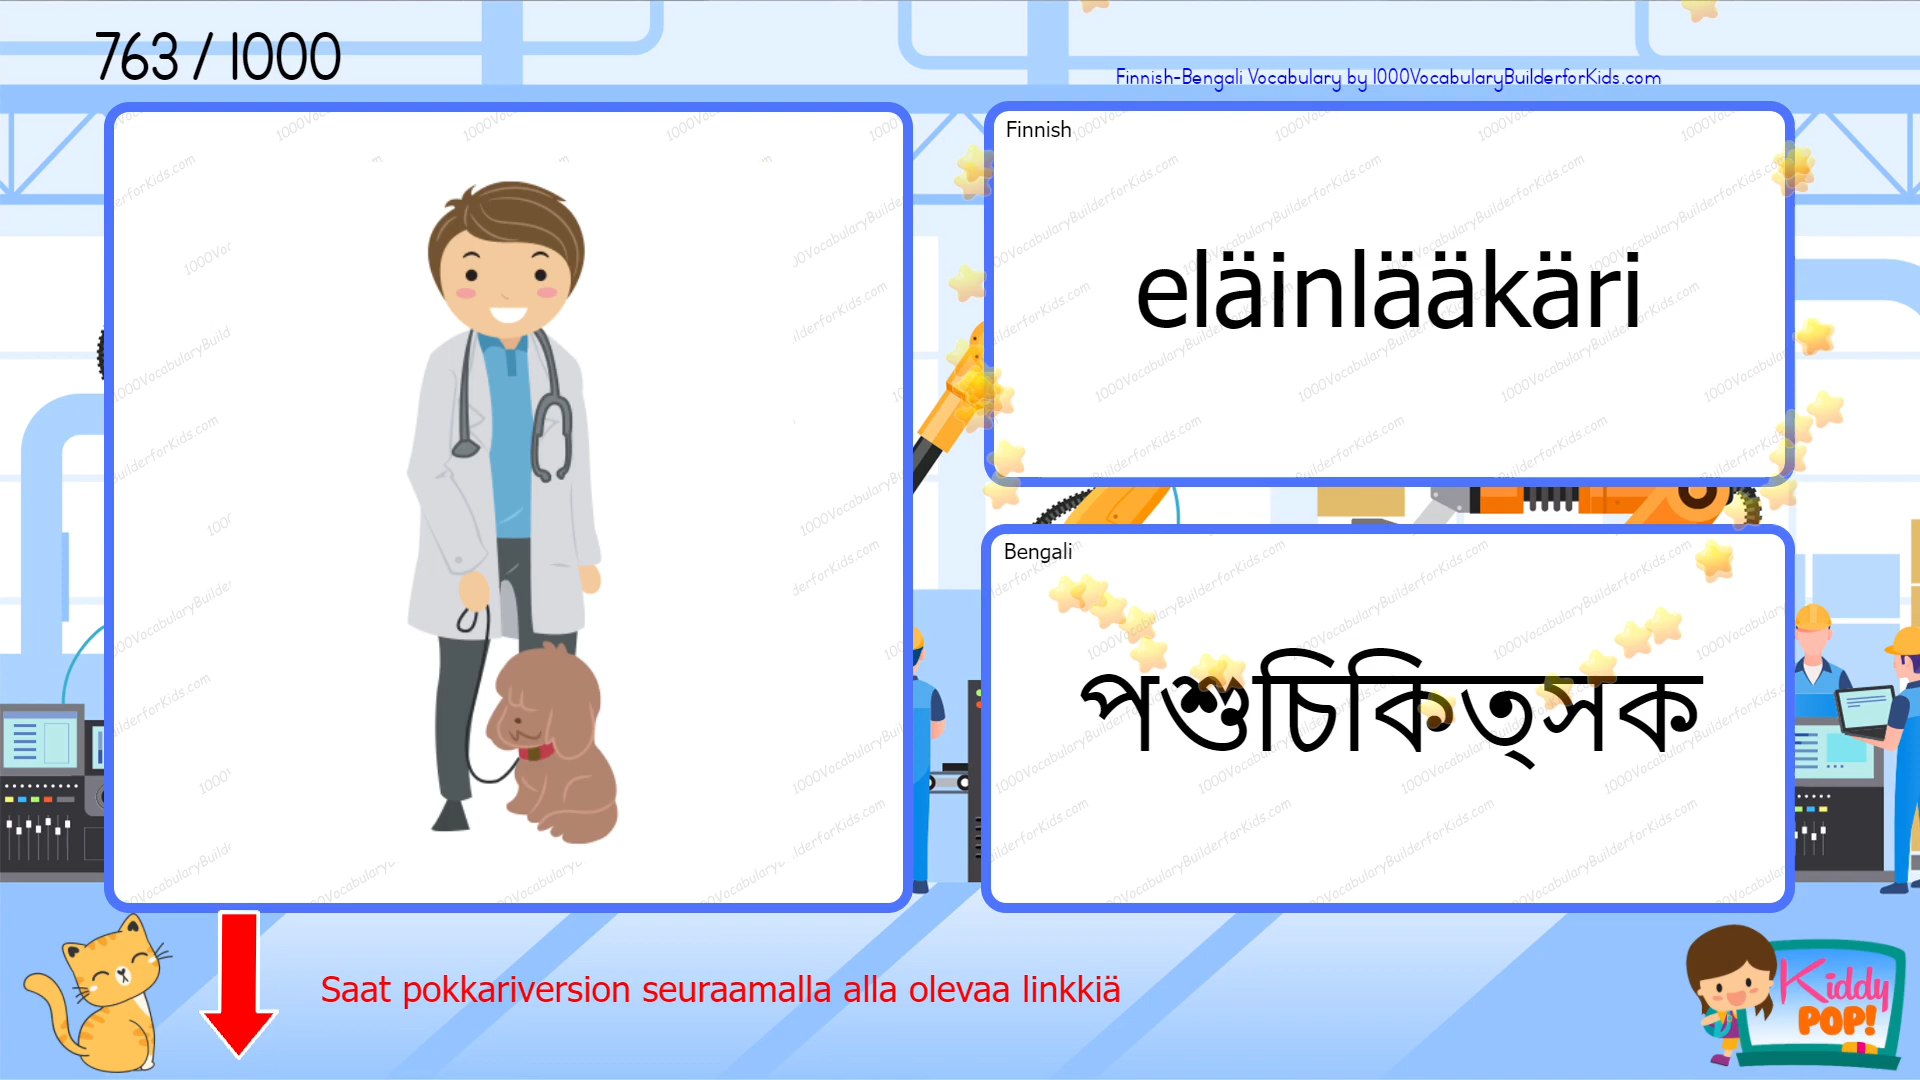 763 / 1000
Finnish-Bengali Vocabulary by 1000VocabularyBuilderforKids.com
Finnish
eläinlääkäri
Bengali
পশুচিকিত্সক
Saat pokkariversion seuraamalla alla olevaa linkkiä
Kiddy
POP!